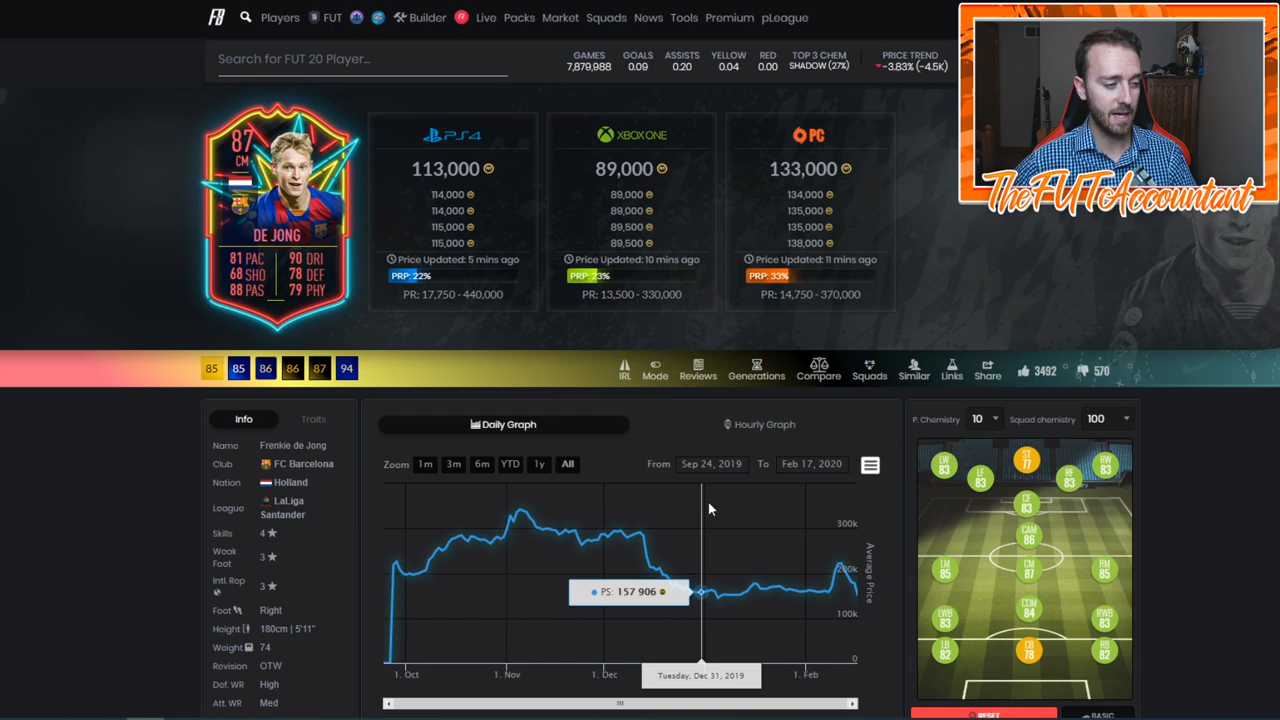 Players FUT Builder Live Packs Market Squads News Tools Premium pLeague
Search for FUT 20 Player...
GAMES GOALS ASSISTS YELLOW RED TOP 3 CHEM PRICE TREND
7,879,988 0.09 0.20 0.04 0.00 SHADOW (27%) -3.83% (-4.5K)
TheFUTAccountant
87
CM
DE JONG
81 PAC 90 DRI
68 SHO 78 DEF
88 PAS 79 PHY
PS4
113,000
114,000
114,000
115,000
115,000
Price Updated: 5 mins ago
PRP: 22%
PR: 17,750 - 440,000
XBOX ONE
89,000
89,000
89,000
89,500
89,500
Price Updated: 10 mins ago
PRP: 23%
PR: 13,500 - 330,000
PC
133,000
134,000
135,000
135,000
138,000
Price Updated: 11 mins ago
PRP: 33%
PR: 14,750 - 370,000
85 85 86 86 87 94
IRL Mode Reviews Generations Compare Squads Similar Links Share 3492 570
Info Traits
Name Frenkie de Jong
Club FC Barcelona
Nation Holland
League LaLiga
Santander
Skills 4
Weak
Foot 3
Intl Rep 3
Foot Right
Height 180cm | 5'11"
Weight 74
Revision OTW
Def. WR High
Att. WR Med
Daily Graph Hourly Graph
Zoom 1m 3m 6m YTD 1y All From Sep 24, 2019 To Feb 17, 2020
300k
200k
100k
0
Average Price
PS: 157 906
1. Oct 1. Nov 1. Dec Tuesday, Dec 31, 2019 1. Feb
P. Chemistry 10 Squad chemistry 100
LW
83
LF
83
ST
77
RF
83
RW
83
CF
83
CAM
86
LM
85
CM
87
RM
85
CDM
84
LWB
83
RWB
83
LB
82
CB
78
RB
82
RESET BASIC